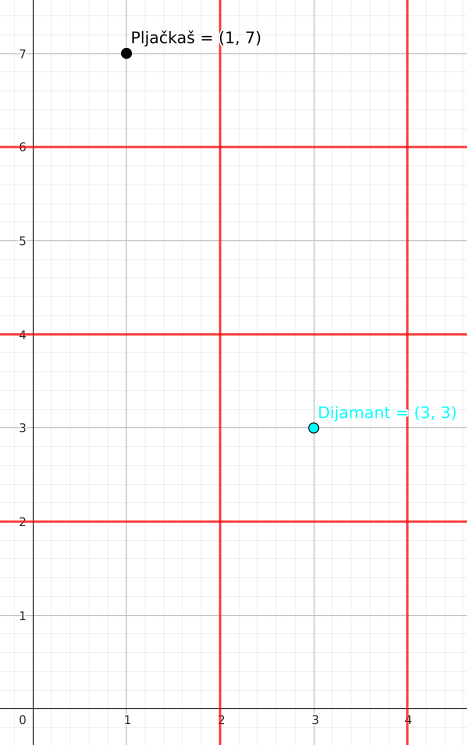 Pljačkaš = (1, 7)
7
6
5
4
Dijamant = (3, 3)
3
2
1
0 1 2 3 4